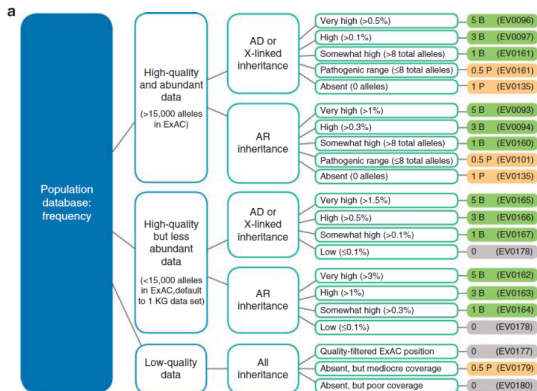 a
Population
database:
frequency
High-quality
and abundant
data
(>15,000 alleles
in ExAC)
AD or
X-linked
inheritance
Very high (>0.5%) 5 B (EV0096)
High (>0.1%) 3 B (EV0097)
Somewhat high (>8 total alleles) 1 B (EV0161)
Pathogenic range (≤8 total alleles) 0.5 P (EV0161)
Absent (0 alleles) 1 P (EV0135)
AR
inheritance
Very high (>1%) 5 B (EV0093)
High (>0.3%) 3 B (EV0094)
Somewhat high (>8 total alleles) 1 B (EV0160)
Pathogenic range (≤8 total alleles) 0.5 P (EV0101)
Absent (0 alleles) 1 P (EV0135)
High-quality
but less
abundant
data
(<15,000 alleles
in ExAC,default
to 1 KG data set)
AD or
X-linked
inheritance
Very high (>1.5%) 5 B (EV0165)
High (>0.5%) 3 B (EV0166)
Somewhat high (>0.1%) 1 B (EV0167)
Low (≤0.1%) 0 (EV0178)
AR
inheritance
Very high (>3%) 5 B (EV0162)
High (>1%) 3 B (EV0163)
Somewhat high (>0.3%) 1 B (EV0164)
Low (≤0.1%) 0 (EV0178)
Low-quality
data
All
inheritance
Quality-filtered ExAC position 0 (EV0177)
Absent, but mediocre coverage 0.5 P (EV0179)
Absent, but poor coverage 0 (EV0180)